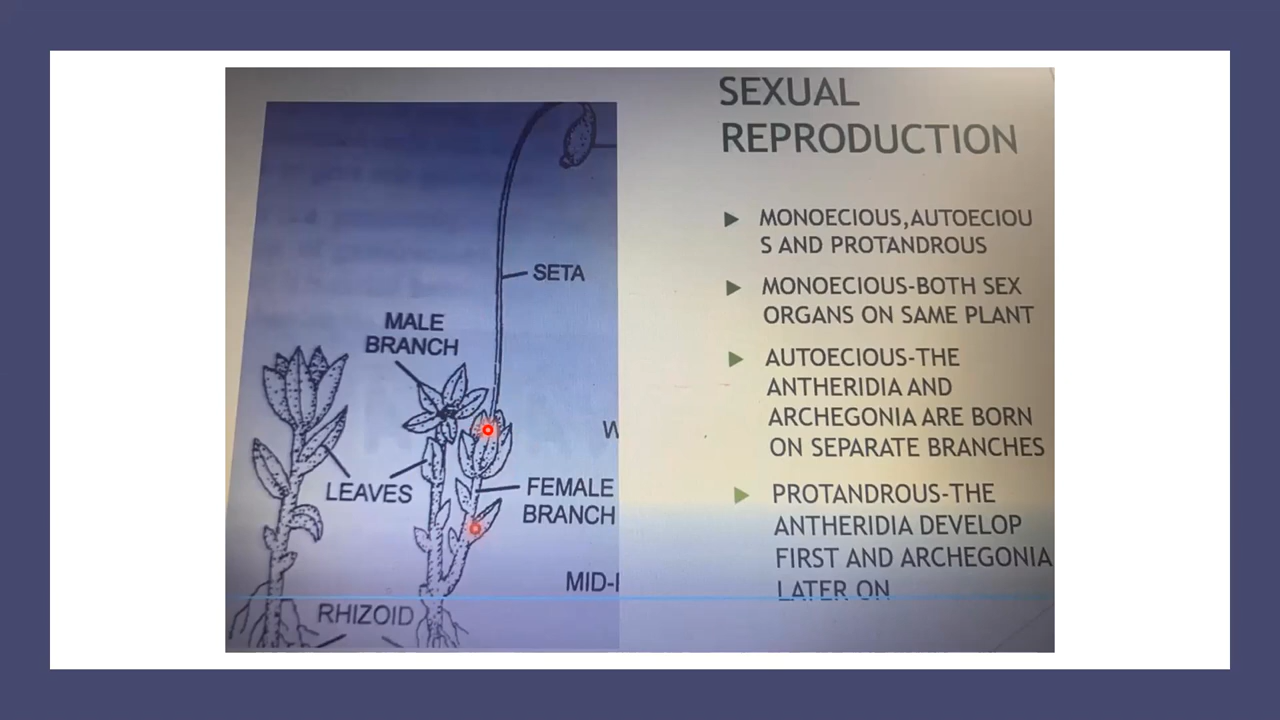 SEXUAL
REPRODUCTION
MONOECIOUS,AUTOECIOU
S AND PROTANDROUS
MONOECIOUS-BOTH SEX
ORGANS ON SAME PLANT
AUTOECIOUS-THE
ANTHERIDIA AND
ARCHEGONIA ARE BORN
ON SEPARATE BRANCHES
PROTANDROUS-THE
ANTHERIDIA DEVELOP
FIRST AND ARCHEGONIA
LATER ON
SETA
MALE
BRANCH
LEAVES
FEMALE
BRANCH
W
MID-
RHIZOID